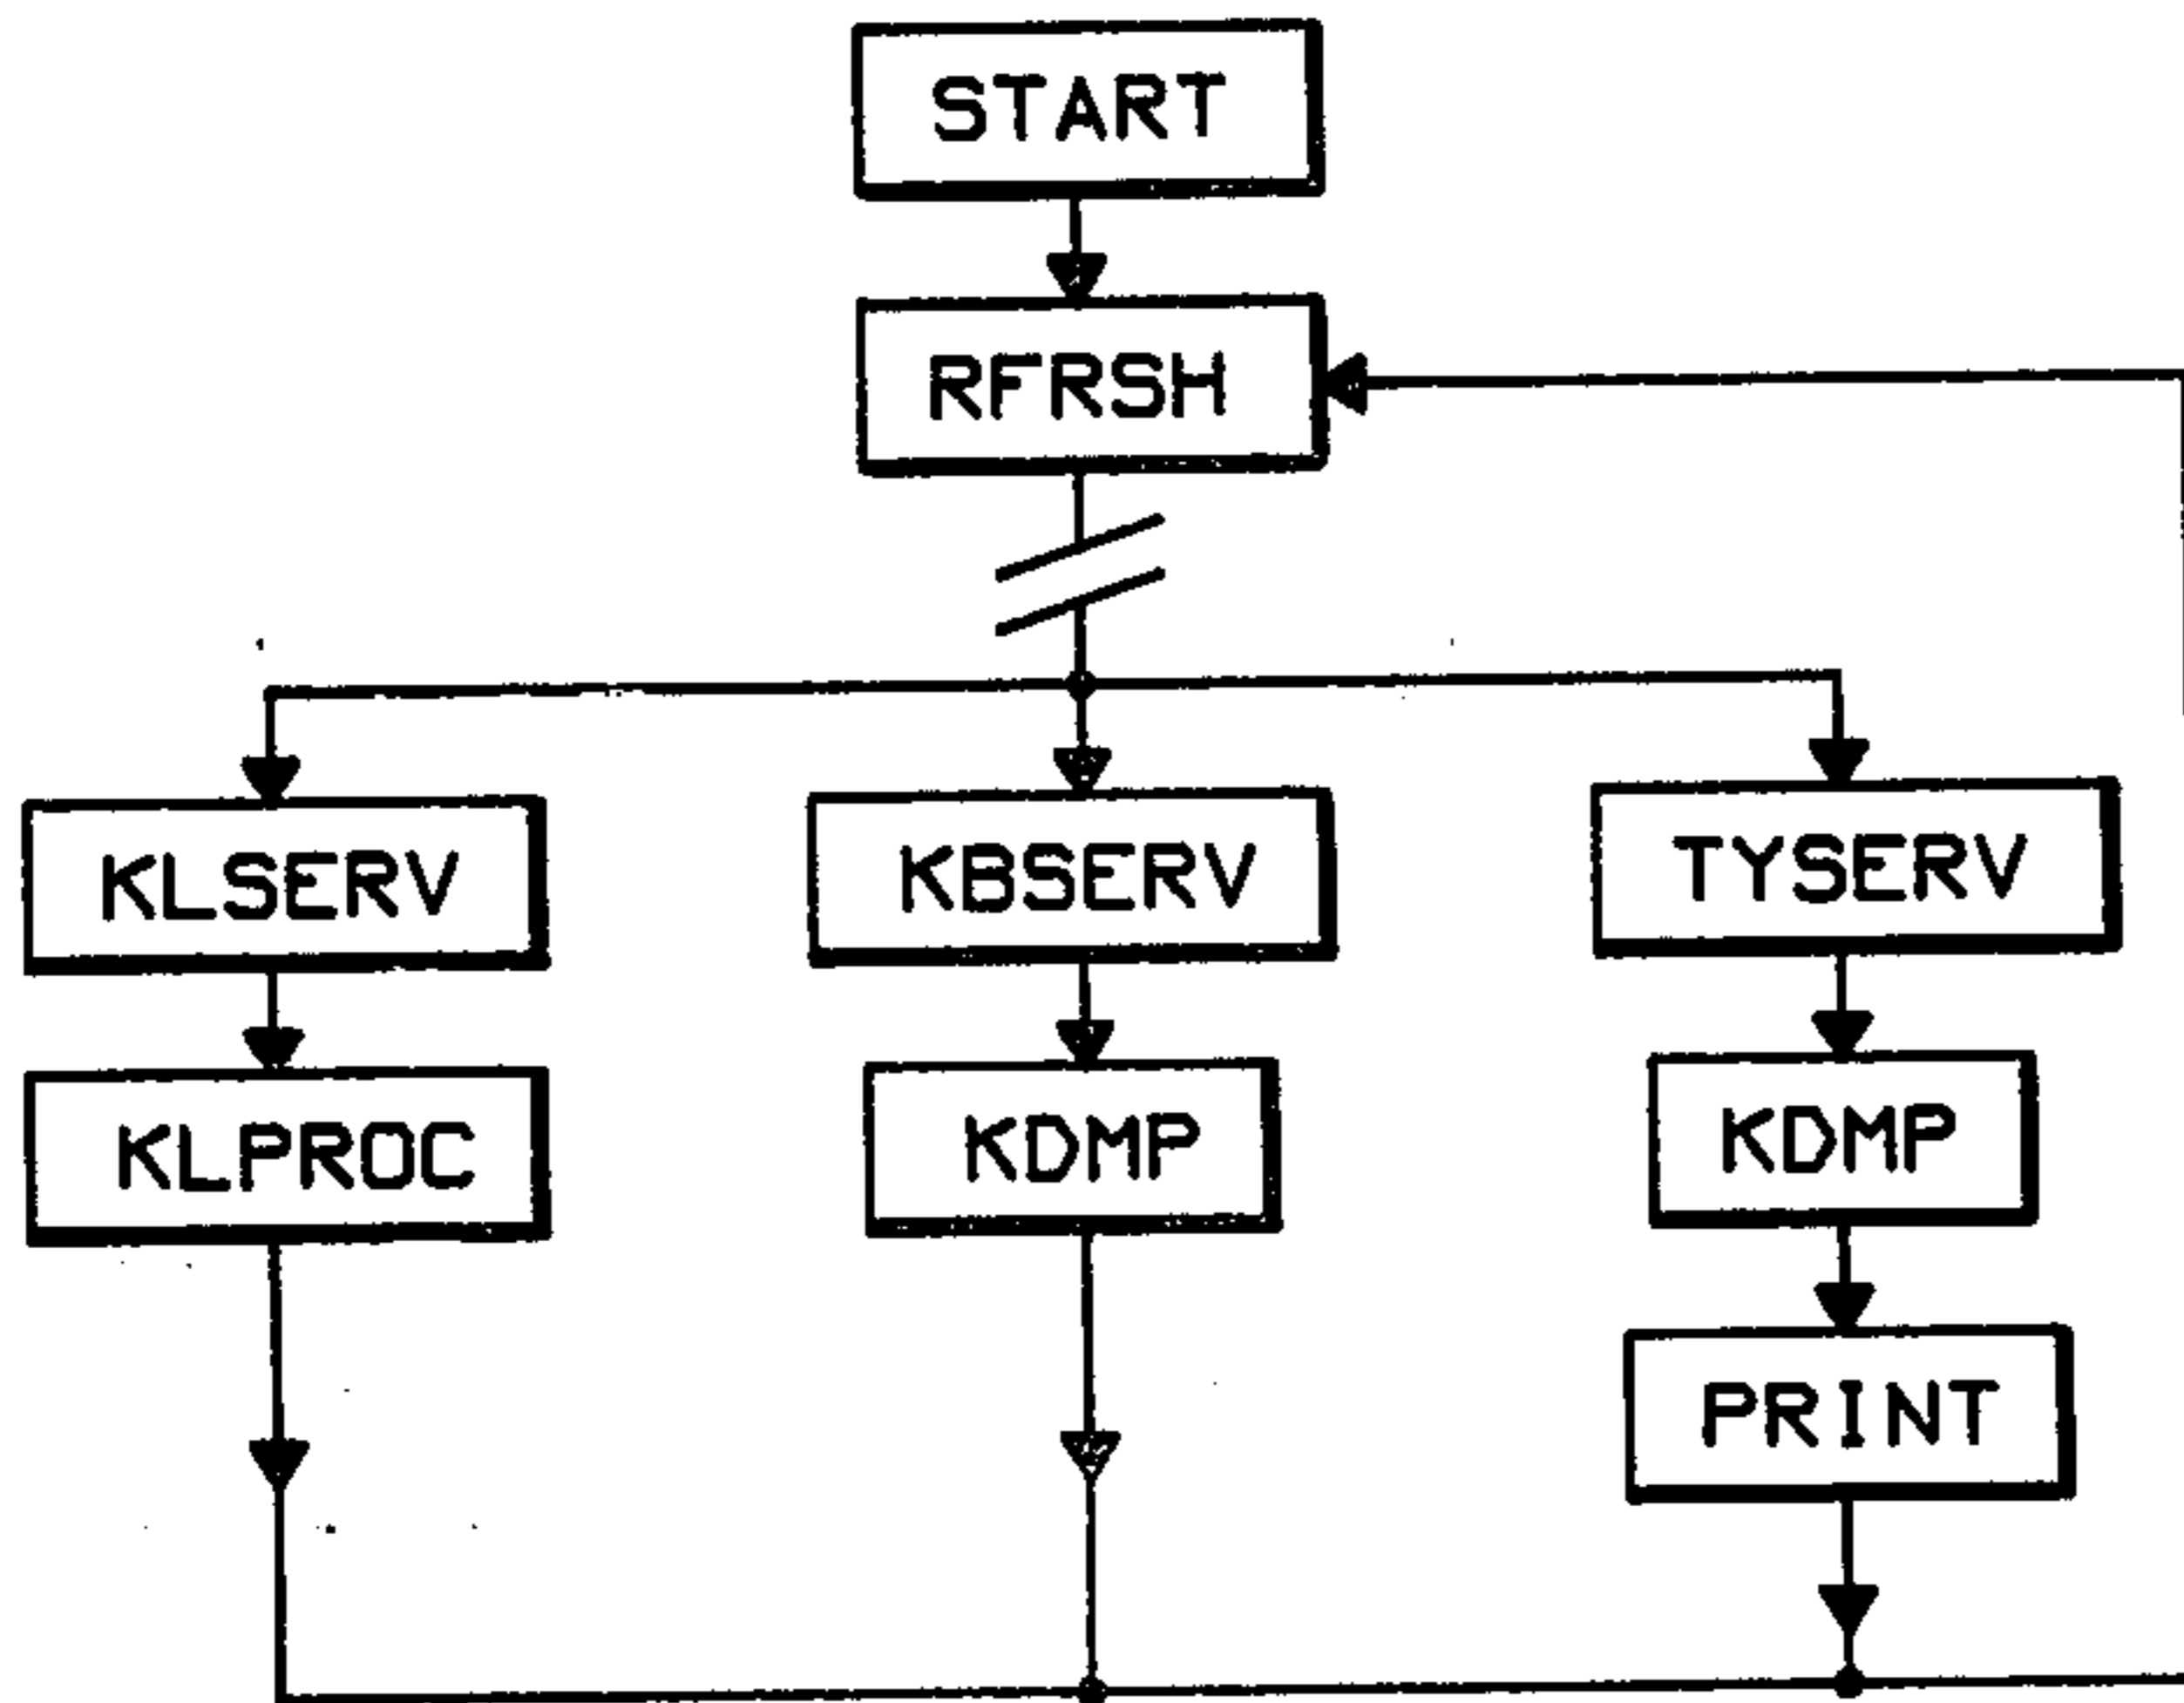 START
RFRSH
KLSERV
KBSERV
TYSERV
KLPROC
KDMP
KDMP
PRINT